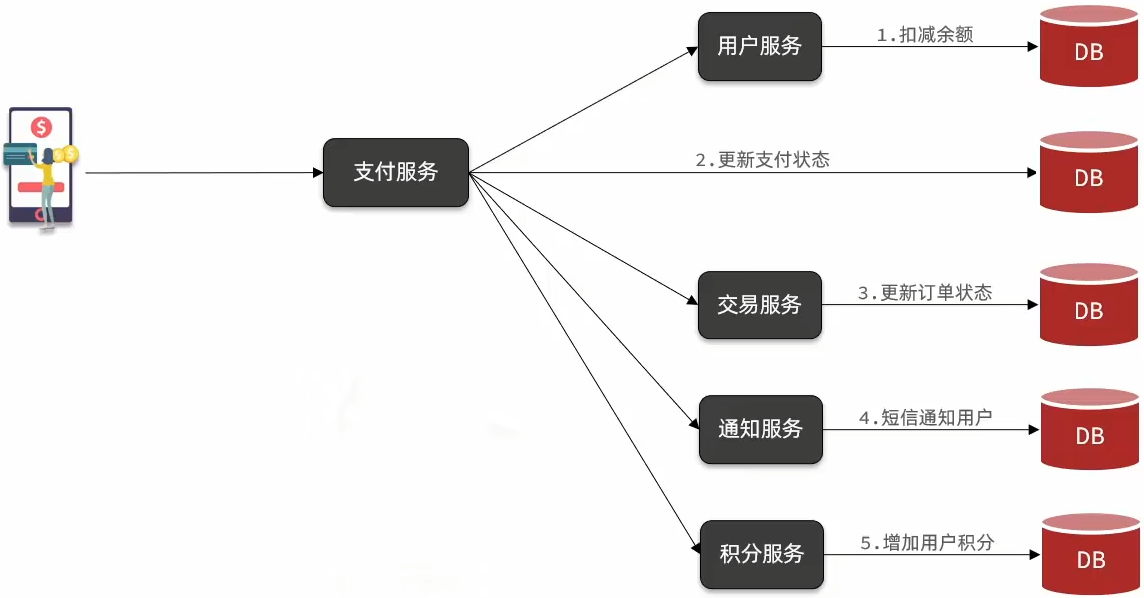 用户服务
1.扣减余额
DB
支付服务
2.更新支付状态
DB
交易服务
3.更新订单状态
DB
通知服务
4.短信通知用户
DB
积分服务
5.增加用户积分
DB